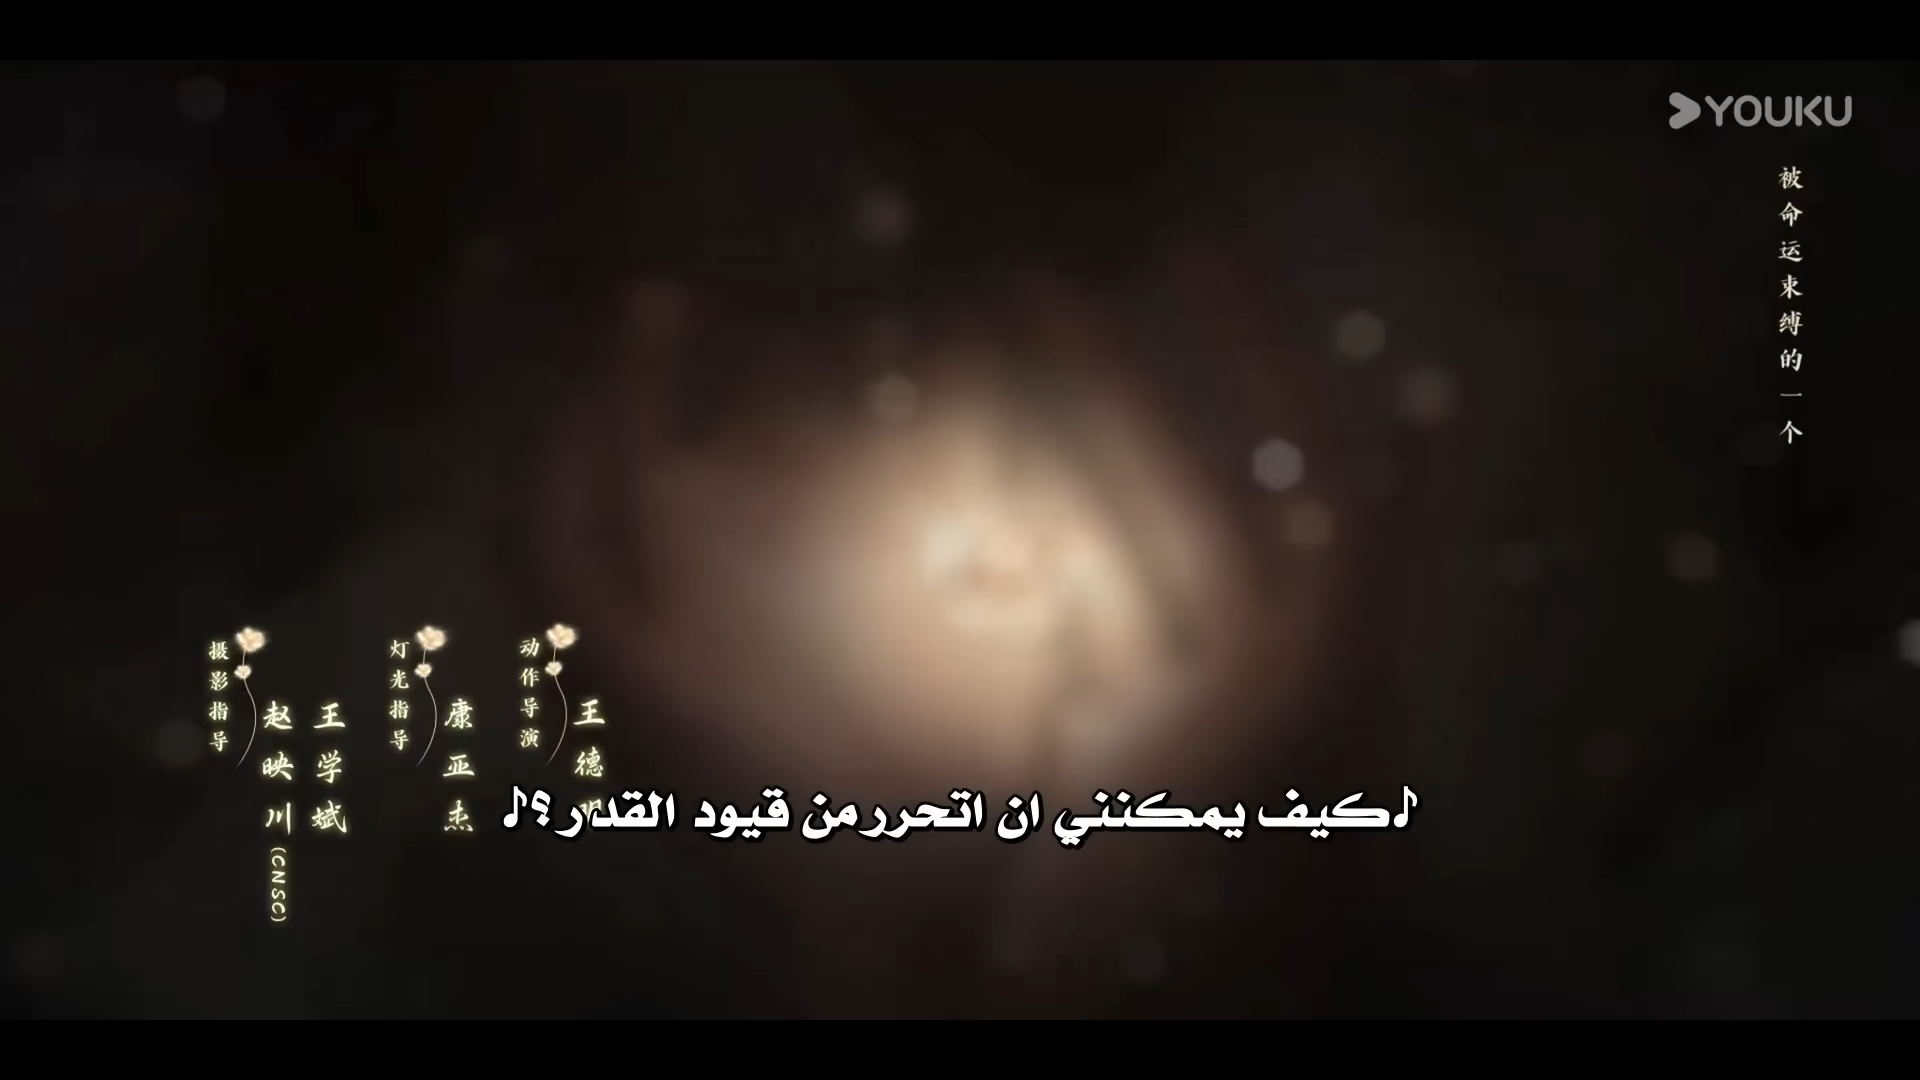 YOUKU
被命运束缚的一个
摄影指导
赵映川(CNSC)
王学斌
灯光指导
康亚杰
动作导演
王德
♪كيف يمكنني ان اتحررمن قيود القدر؟♪